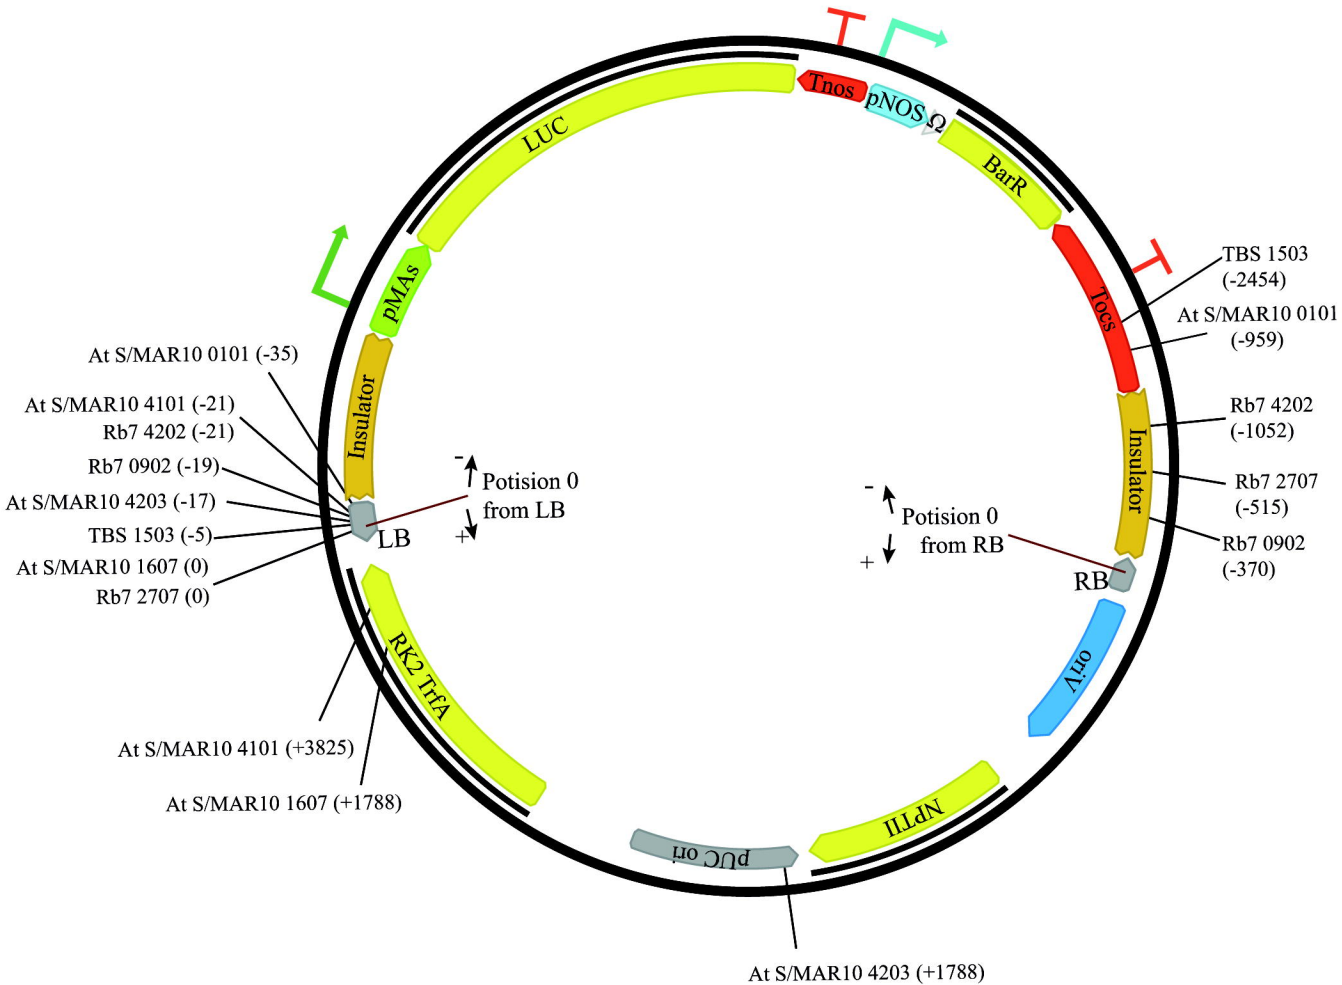 Tnos
pNOS
Ω
LUC
BarR
pMAs
Tocs
TBS 1503
(-2454)
At S/MAR10 0101
(-959)
At S/MAR10 0101 (-35)
At S/MAR10 4101 (-21)
Rb7 4202 (-21)
Rb7 0902 (-19)
At S/MAR10 4203 (-17)
TBS 1503 (-5)
At S/MAR10 1607 (0)
Rb7 2707 (0)
Insulator
LB
-
+
Potision 0
from LB
-
+
Potision 0
from RB
Insulator
RB
Rb7 4202
(-1052)
Rb7 2707
(-515)
Rb7 0902
(-370)
RK2 TrfA
oriV
At S/MAR10 4101 (+3825)
At S/MAR10 1607 (+1788)
NPTII
pUC ori
At S/MAR10 4203 (+1788)